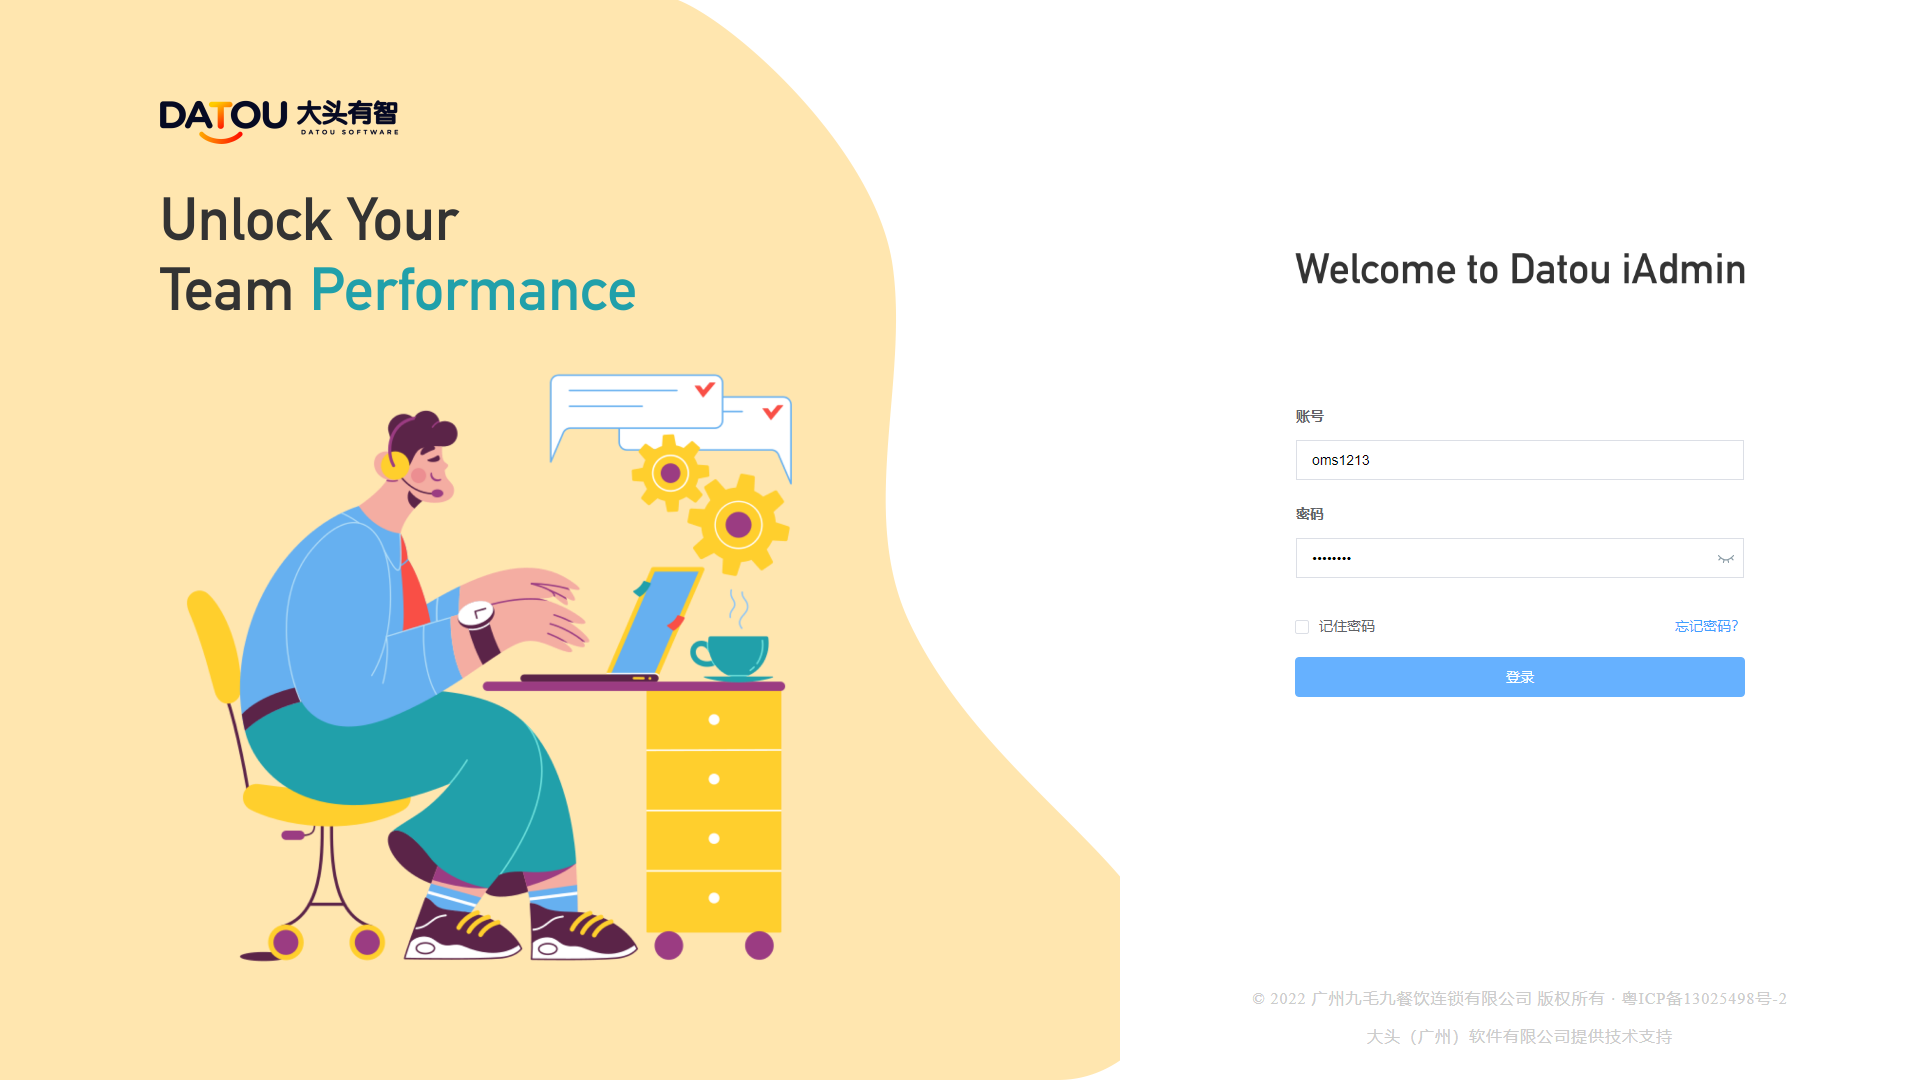 DATOU 大头有智
DATOU SOFTWARE
Unlock Your
Team Performance
Welcome to Datou iAdmin
账号
oms1213
密码
••••••••
记住密码
忘记密码?
登录
© 2022 广州九毛九餐饮连锁有限公司 版权所有 · 粤ICP备13025498号-2
大头（广州）软件有限公司提供技术支持